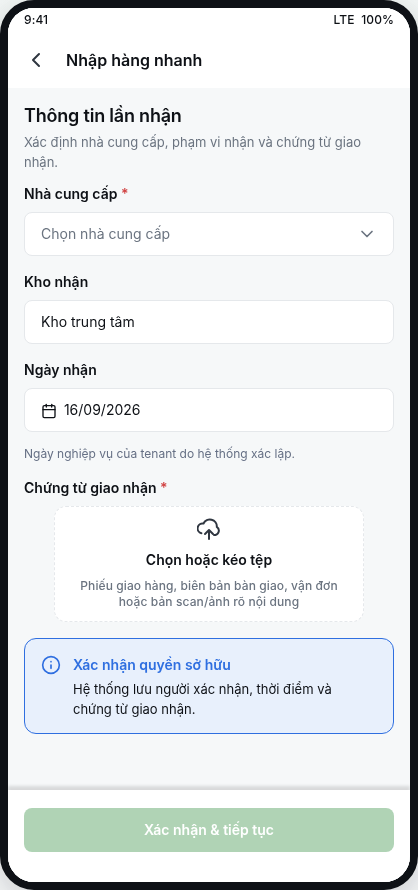 9:41
LTE 100%
Nhập hàng nhanh
Thông tin lần nhận
Xác định nhà cung cấp, phạm vi nhận và chứng từ giao
nhận.
Nhà cung cấp *
Chọn nhà cung cấp
Kho nhận
Kho trung tâm
Ngày nhận
16/09/2026
Ngày nghiệp vụ của tenant do hệ thống xác lập.
Chứng từ giao nhận *
Chọn hoặc kéo tệp
Phiếu giao hàng, biên bản bàn giao, vận đơn
hoặc bản scan/ảnh rõ nội dung
Xác nhận quyền sở hữu
Hệ thống lưu người xác nhận, thời điểm và
chứng từ giao nhận.
Xác nhận & tiếp tục